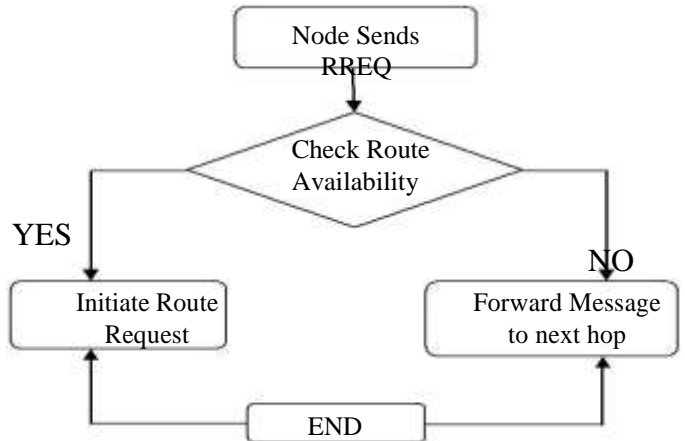 Node Sends
RREQ
Check Route
Availability
YES
NO
Initiate Route
Request
Forward Message
to next hop
END